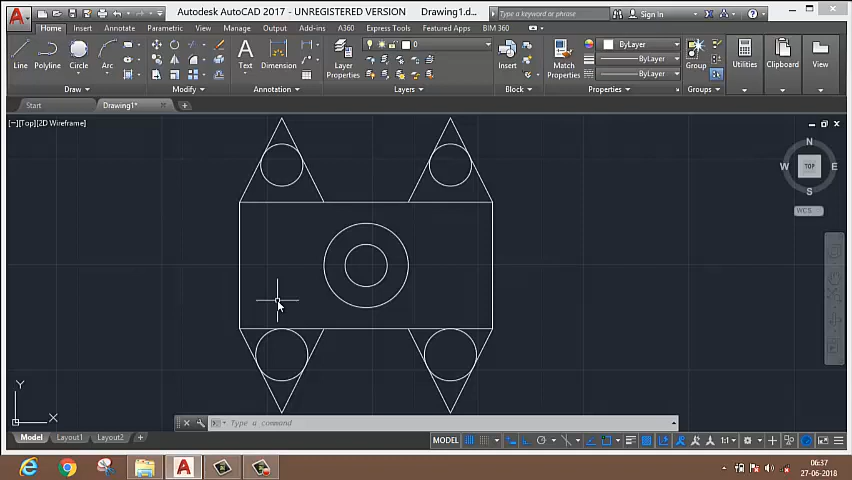 Autodesk AutoCAD 2017 - UNREGISTERED VERSION Drawing1.d...
Type a keyword or phrase
Sign In
Home Insert Annotate Parametric View Manage Output Add-ins A360 Express Tools Featured Apps BIM 360
Line Polyline Circle Arc Text Dimension Layer Properties Insert Match Properties Group Utilities Clipboard View
0
ByLayer
ByLayer
ByLayer
Draw Modify Annotation Layers Block Properties Groups
Start Drawing1*
[−][Top][2D Wireframe]
N
W TOP E
S
WCS
Y
X
Type a command
Model Layout1 Layout2 +
MODEL 1:1
06:37
27-06-2018